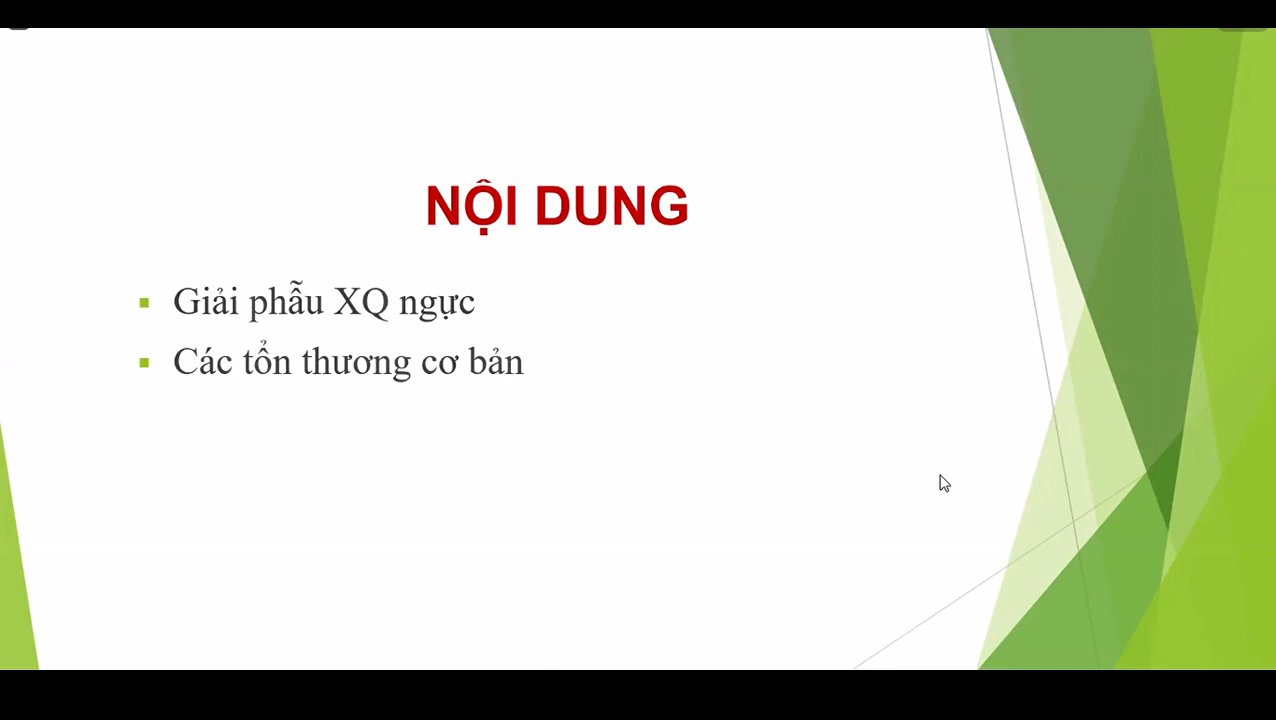 NỘI DUNG
Giải phẫu XQ ngực
Các tổn thương cơ bản